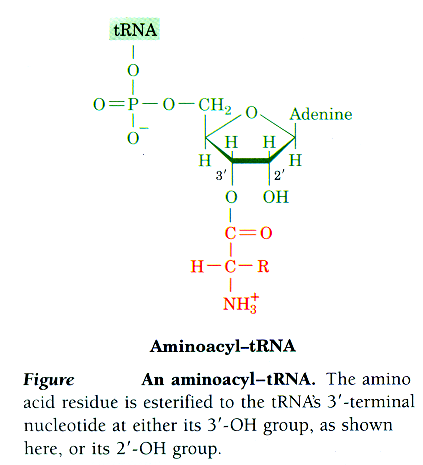 tRNA
O
O=P—O—CH₂ O Adenine
O⁻
H H H H
3′ 2′
O OH
C=O
H—C—R
NH₃⁺
Aminoacyl–tRNA
Figure An aminoacyl–tRNA. The amino
acid residue is esterified to the tRNA's 3′-terminal
nucleotide at either its 3′-OH group, as shown
here, or its 2′-OH group.